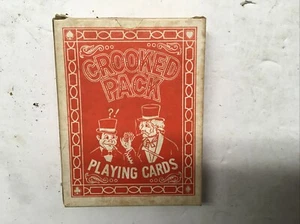 CROOKED
PACK
?!
PLAYING CARDS